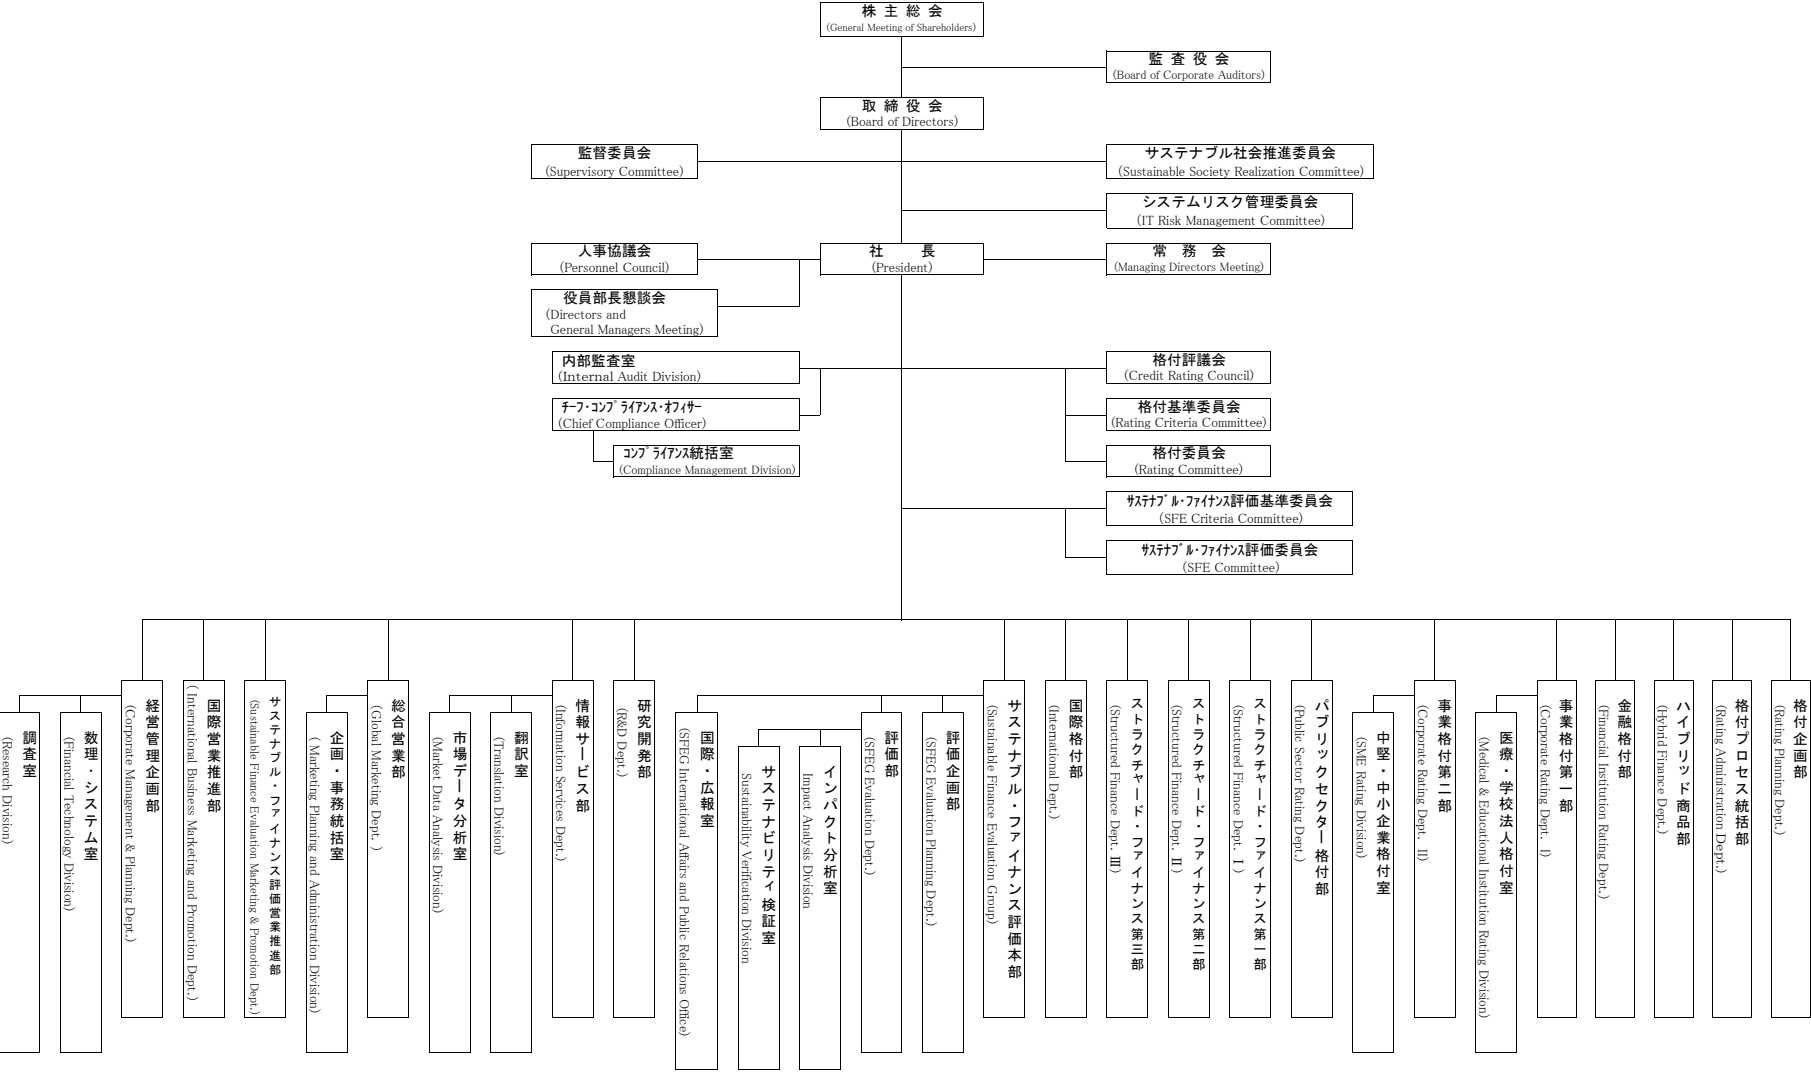 株主総会
(General Meeting of Shareholders)
監査役会
(Board of Corporate Auditors)
取締役会
(Board of Directors)
監督委員会
(Supervisory Committee)
サステナブル社会推進委員会
(Sustainable Society Realization Committee)
システムリスク管理委員会
(IT Risk Management Committee)
人事協議会
(Personnel Council)
社長
(President)
常務会
(Managing Directors Meeting)
役員部長懇談会
(Directors and
General Managers Meeting)
内部監査室
(Internal Audit Division)
格付評議会
(Credit Rating Council)
ﾁｰﾌ･ｺﾝﾌﾟﾗｲｱﾝｽ･ｵﾌｨｻｰ
(Chief Compliance Officer)
格付基準委員会
(Rating Criteria Committee)
ｺﾝﾌﾟﾗｲｱﾝｽ統括室
(Compliance Management Division)
格付委員会
(Rating Committee)
ｻｽﾃﾅﾌﾞﾙ･ﾌｧｲﾅﾝｽ評価基準委員会
(SFE Criteria Committee)
ｻｽﾃﾅﾌﾞﾙ･ﾌｧｲﾅﾝｽ評価委員会
(SFE Committee)
格付企画部
(Rating Planning Dept.)
格付プロセス統括部
(Rating Administration Dept.)
ハイブリッド商品部
(Hybrid Finance Dept.)
金融格付部
(Financial Institution Rating Dept.)
事業格付第一部
(Corporate Rating Dept. Ⅰ)
医療・学校法人格付室
(Medical & Educational Institution Rating Division)
事業格付第二部
(Corporate Rating Dept. Ⅱ)
中堅・中小企業格付室
(SME Rating Division)
パブリックセクター格付部
(Public Sector Rating Dept.)
ストラクチャード・ファイナンス第一部
(Structured Finance Dept. Ⅰ)
ストラクチャード・ファイナンス第二部
(Structured Finance Dept. Ⅱ)
ストラクチャード・ファイナンス第三部
(Structured Finance Dept. Ⅲ)
国際格付部
(International Dept.)
サステナブル・ファイナンス評価本部
(Sustainable Finance Evaluation Group)
評価企画部
(SFEG Evaluation Planning Dept.)
評価部
(SFEG Evaluation Dept.)
インパクト分析室
Impact Analysis Division
サステナビリティ検証室
Sustainability Verification Division
国際・広報室
(SFEG International Affairs and Public Relations Office)
研究開発部
(R&D Dept.)
情報サービス部
(Information Services Dept.)
翻訳室
(Translation Division)
市場データ分析室
(Market Data Analysis Division)
総合営業部
(Global Marketing Dept. )
企画・事務統括室
( Marketing Planning and Administration Division)
サステナブル・ファイナンス評価営業推進部
(Sustainable Finance Evaluation Marketing & Promotion Dept.)
国際営業推進部
( International Business Marketing and Promotion Dept.)
経営管理企画部
(Corporate Management & Planning Dept.)
数理・システム室
(Financial Technology Division)
調査室
(Research Division)